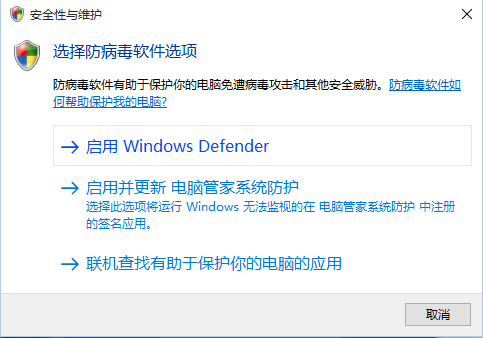 安全性与维护
选择防病毒软件选项
防病毒软件有助于保护你的电脑免遭病毒攻击和其他安全威胁。防病毒软件如
何帮助保护我的电脑?
启用 Windows Defender
启用并更新 电脑管家系统防护
选择此选项将运行 Windows 无法监视的在 电脑管家系统防护 中注册
的签名应用。
联机查找有助于保护你的电脑的应用
取消